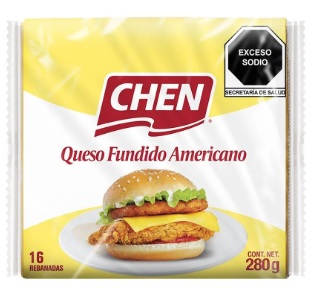 EXCESO
SODIO
SECRETARÍA DE SALUD
CHEN
Queso Fundido Americano
16
REBANADAS
CONT. NET.
280g